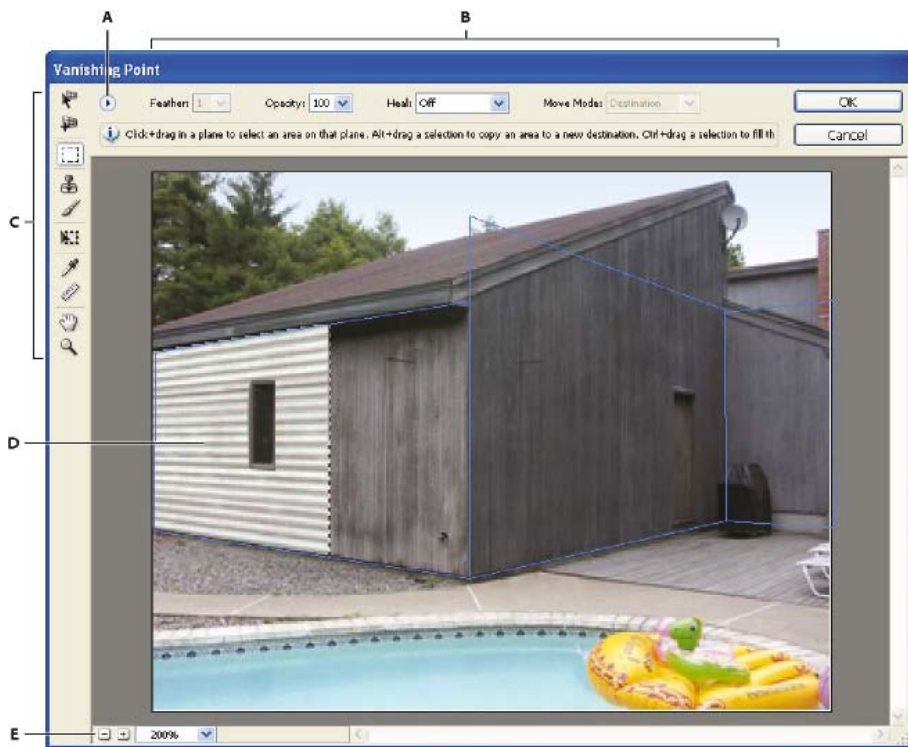 A
B
Vanishing Point
Feather: 1
Opacity: 100
Heal: Off
Move Mode: Destination
OK
Click+drag in a plane to select an area on that plane. Alt+drag a selection to copy an area to a new destination. Ctrl+drag a selection to fill th
Cancel
C
D
E
200%